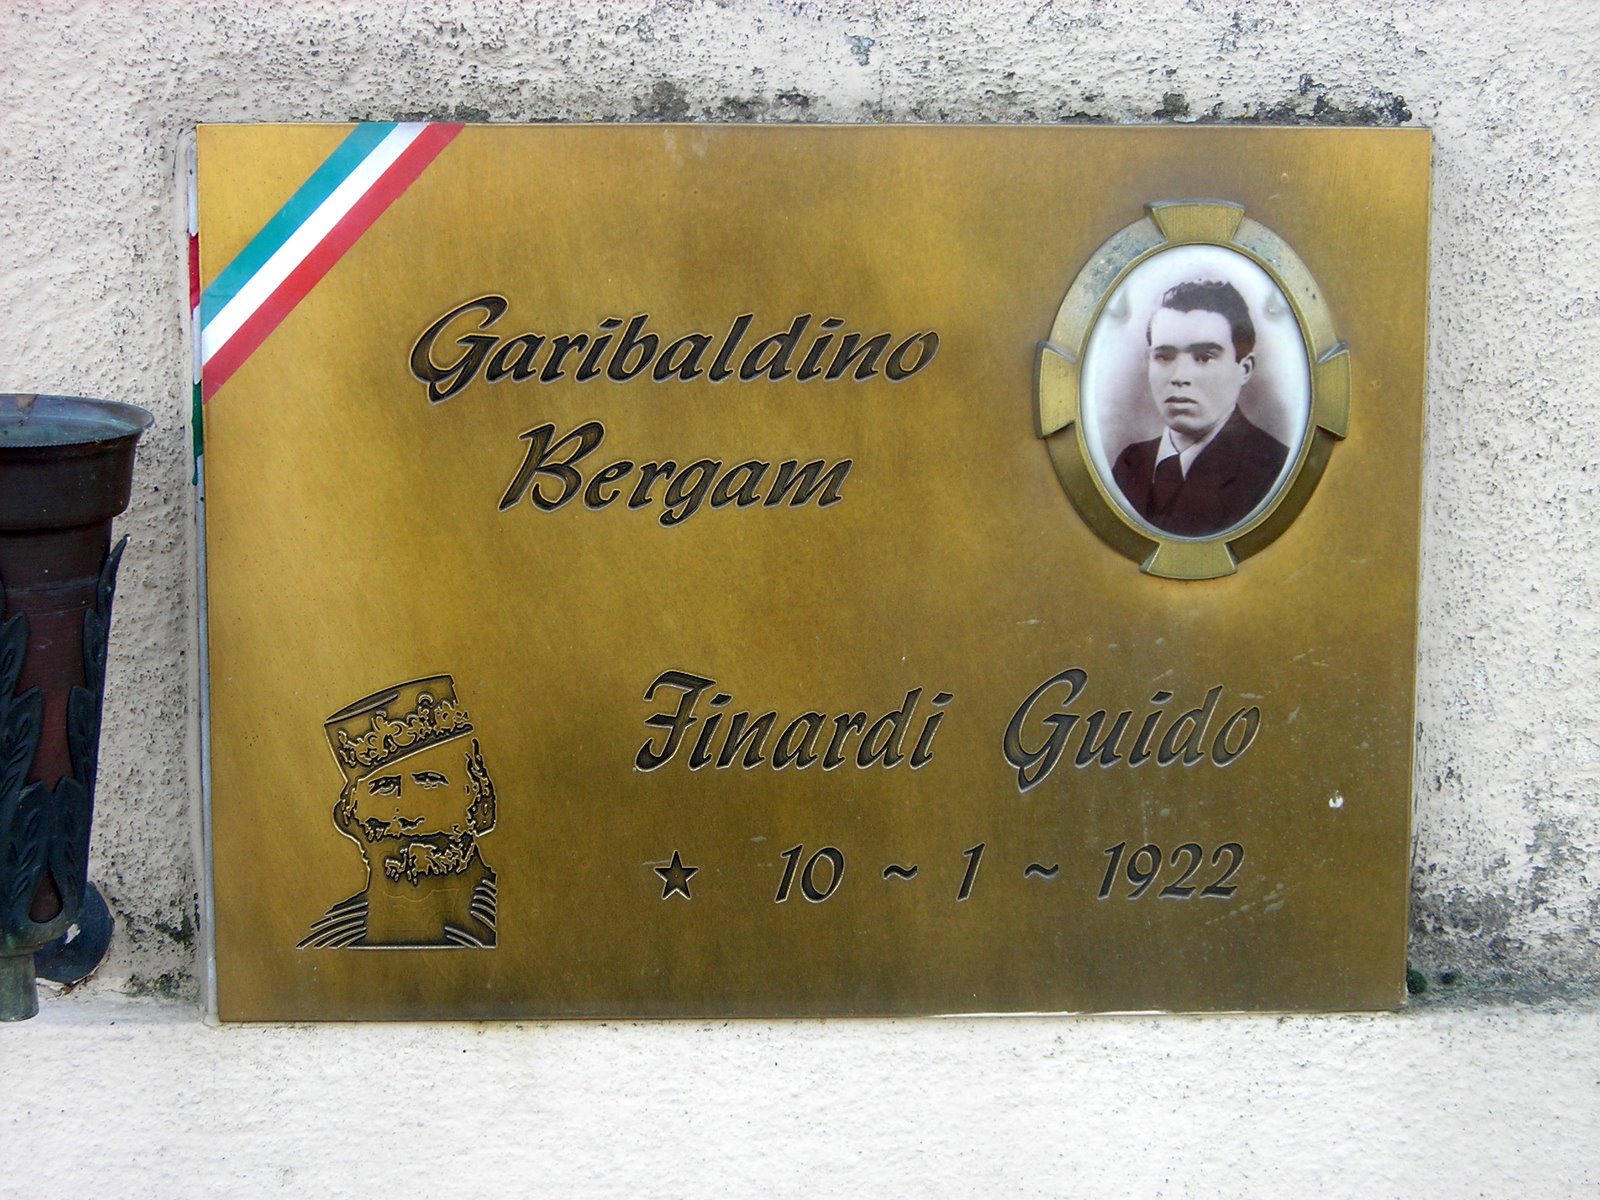 Garibaldino
Bergam
Finardi Guido
★ 10 ~ 1 ~ 1922